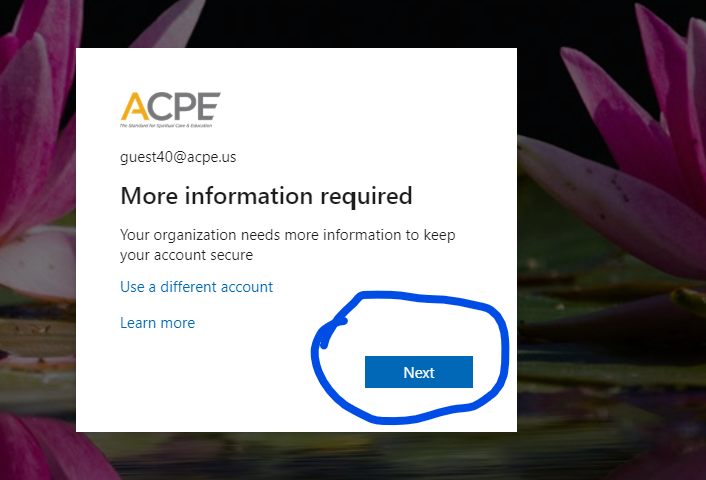 ACPE
The Standard for Spiritual Care & Education
guest40@acpe.us
More information required
Your organization needs more information to keep
your account secure
Use a different account
Learn more
Next